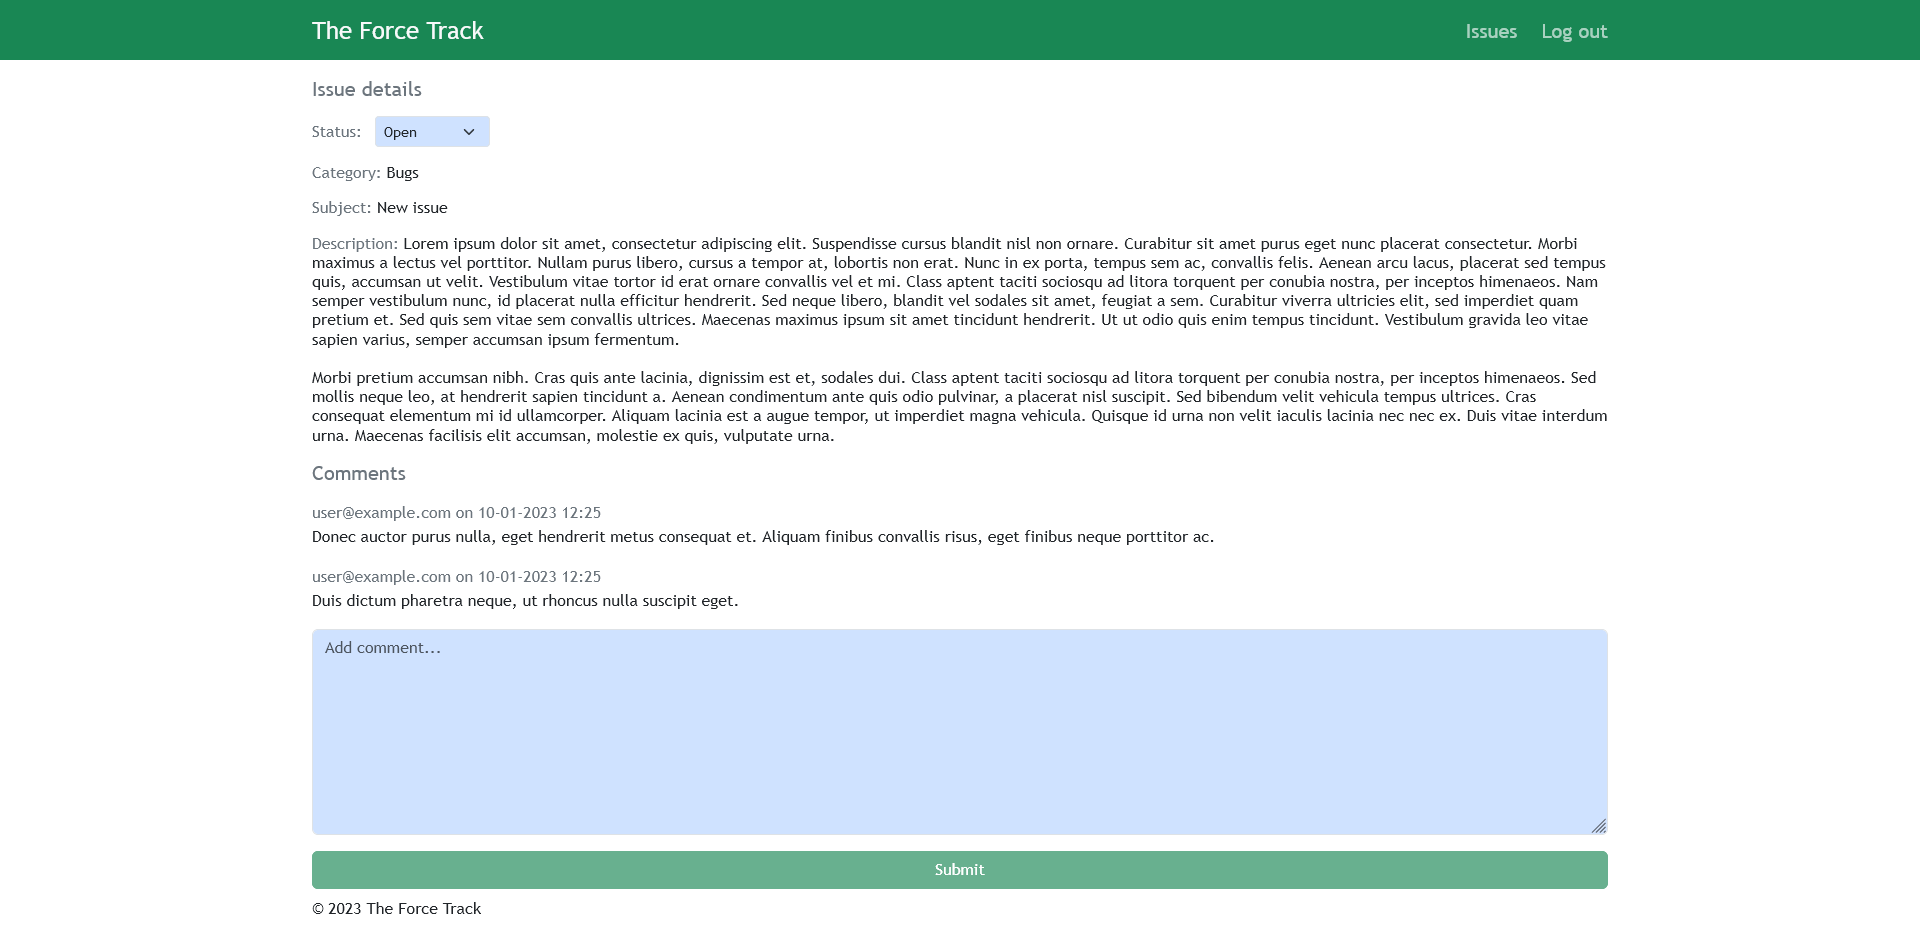 The Force Track
Issues
Log out
Issue details
Status: Open
Category: Bugs
Subject: New issue
Description: Lorem ipsum dolor sit amet, consectetur adipiscing elit. Suspendisse cursus blandit nisl non ornare. Curabitur sit amet purus eget nunc placerat consectetur. Morbi
maximus a lectus vel porttitor. Nullam purus libero, cursus a tempor at, lobortis non erat. Nunc in ex porta, tempus sem ac, convallis felis. Aenean arcu lacus, placerat sed tempus
quis, accumsan ut velit. Vestibulum vitae tortor id erat ornare convallis vel et mi. Class aptent taciti sociosqu ad litora torquent per conubia nostra, per inceptos himenaeos. Nam
semper vestibulum nunc, id placerat nulla efficitur hendrerit. Sed neque libero, blandit vel sodales sit amet, feugiat a sem. Curabitur viverra ultricies elit, sed imperdiet quam
pretium et. Sed quis sem vitae sem convallis ultrices. Maecenas maximus ipsum sit amet tincidunt hendrerit. Ut ut odio quis enim tempus tincidunt. Vestibulum gravida leo vitae
sapien varius, semper accumsan ipsum fermentum.
Morbi pretium accumsan nibh. Cras quis ante lacinia, dignissim est et, sodales dui. Class aptent taciti sociosqu ad litora torquent per conubia nostra, per inceptos himenaeos. Sed
mollis neque leo, at hendrerit sapien tincidunt a. Aenean condimentum ante quis odio pulvinar, a placerat nisl suscipit. Sed bibendum velit vehicula tempus ultrices. Cras
consequat elementum mi id ullamcorper. Aliquam lacinia est a augue tempor, ut imperdiet magna vehicula. Quisque id urna non velit iaculis lacinia nec nec ex. Duis vitae interdum
urna. Maecenas facilisis elit accumsan, molestie ex quis, vulputate urna.
Comments
user@example.com on 10-01-2023 12:25
Donec auctor purus nulla, eget hendrerit metus consequat et. Aliquam finibus convallis risus, eget finibus neque porttitor ac.
user@example.com on 10-01-2023 12:25
Duis dictum pharetra neque, ut rhoncus nulla suscipit eget.
Add comment...
Submit
© 2023 The Force Track